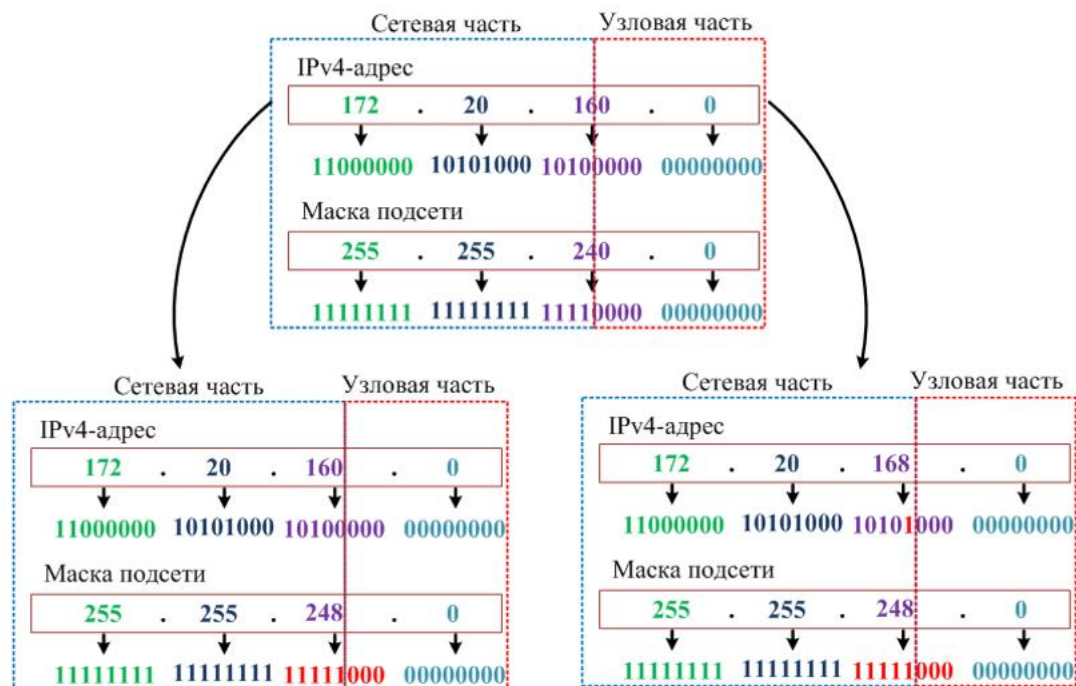 Сетевая часть Узловая часть
IPv4-адрес
172 . 20 . 160 . 0
11000000 10101000 10100000 00000000
Маска подсети
255 . 255 . 240 . 0
11111111 11111111 11110000 00000000
Сетевая часть Узловая часть
IPv4-адрес
172 . 20 . 160 . 0
11000000 10101000 10100000 00000000
Маска подсети
255 . 255 . 248 . 0
11111111 11111111 11111000 00000000
Сетевая часть Узловая часть
IPv4-адрес
172 . 20 . 168 . 0
11000000 10101000 10101000 00000000
Маска подсети
255 . 255 . 248 . 0
11111111 11111111 11111000 00000000